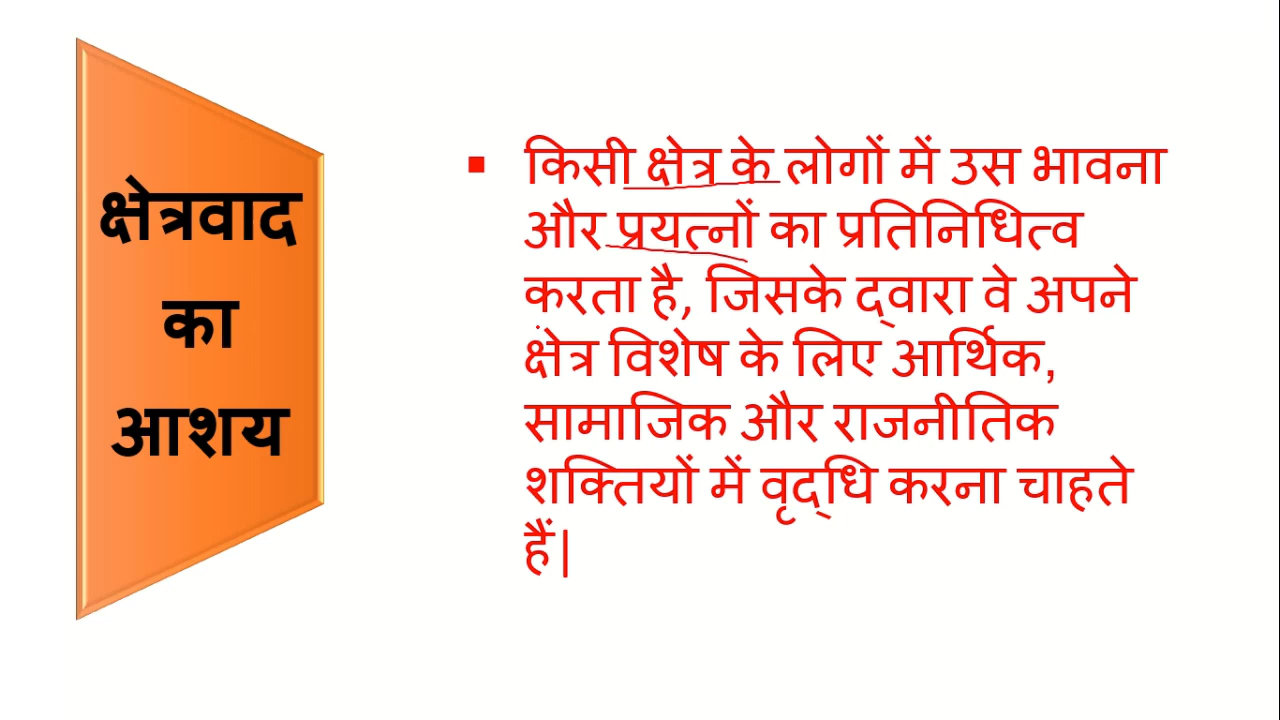 क्षेत्रवाद
का
आशय
▪ किसी क्षेत्र के लोगों में उस भावना
और प्रयत्नों का प्रतिनिधित्व
करता है, जिसके द्वारा वे अपने
क्षेत्र विशेष के लिए आर्थिक,
सामाजिक और राजनीतिक
शक्तियों में वृद्धि करना चाहते
हैं|